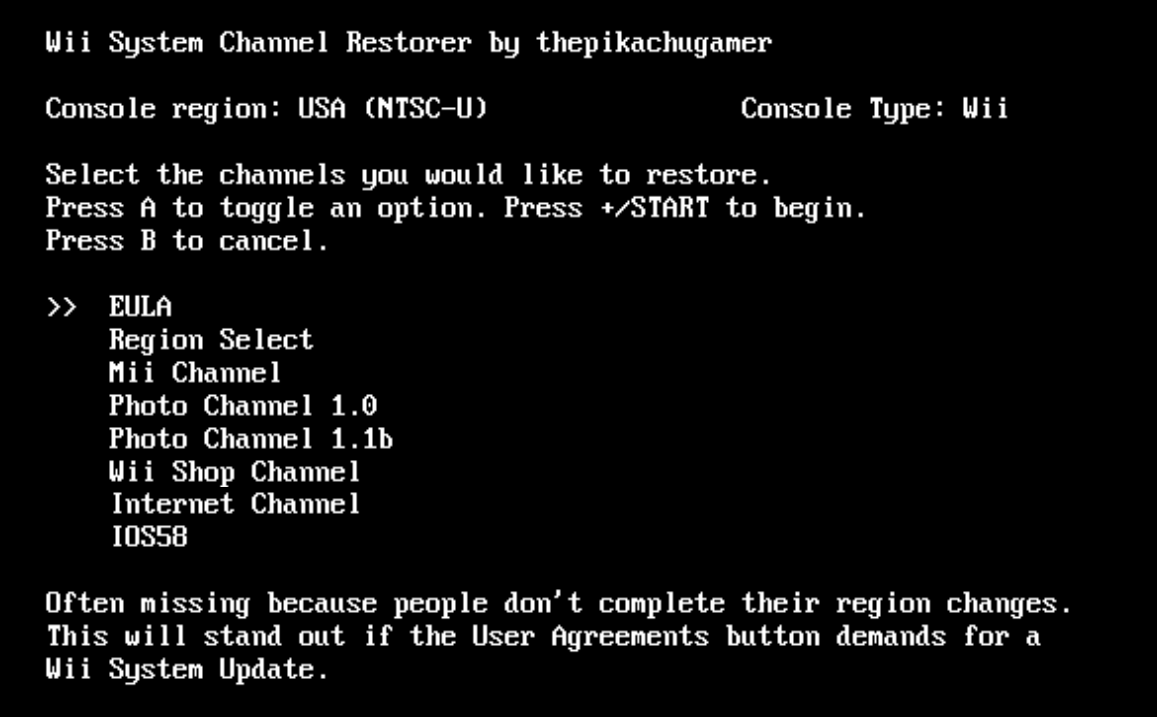 Wii System Channel Restorer by thepikachugamer
Console region: USA (NTSC-U) Console Type: Wii
Select the channels you would like to restore.
Press A to toggle an option. Press +/START to begin.
Press B to cancel.
>> EULA
Region Select
Mii Channel
Photo Channel 1.0
Photo Channel 1.1b
Wii Shop Channel
Internet Channel
IOS58
Often missing because people don't complete their region changes.
This will stand out if the User Agreements button demands for a
Wii System Update.